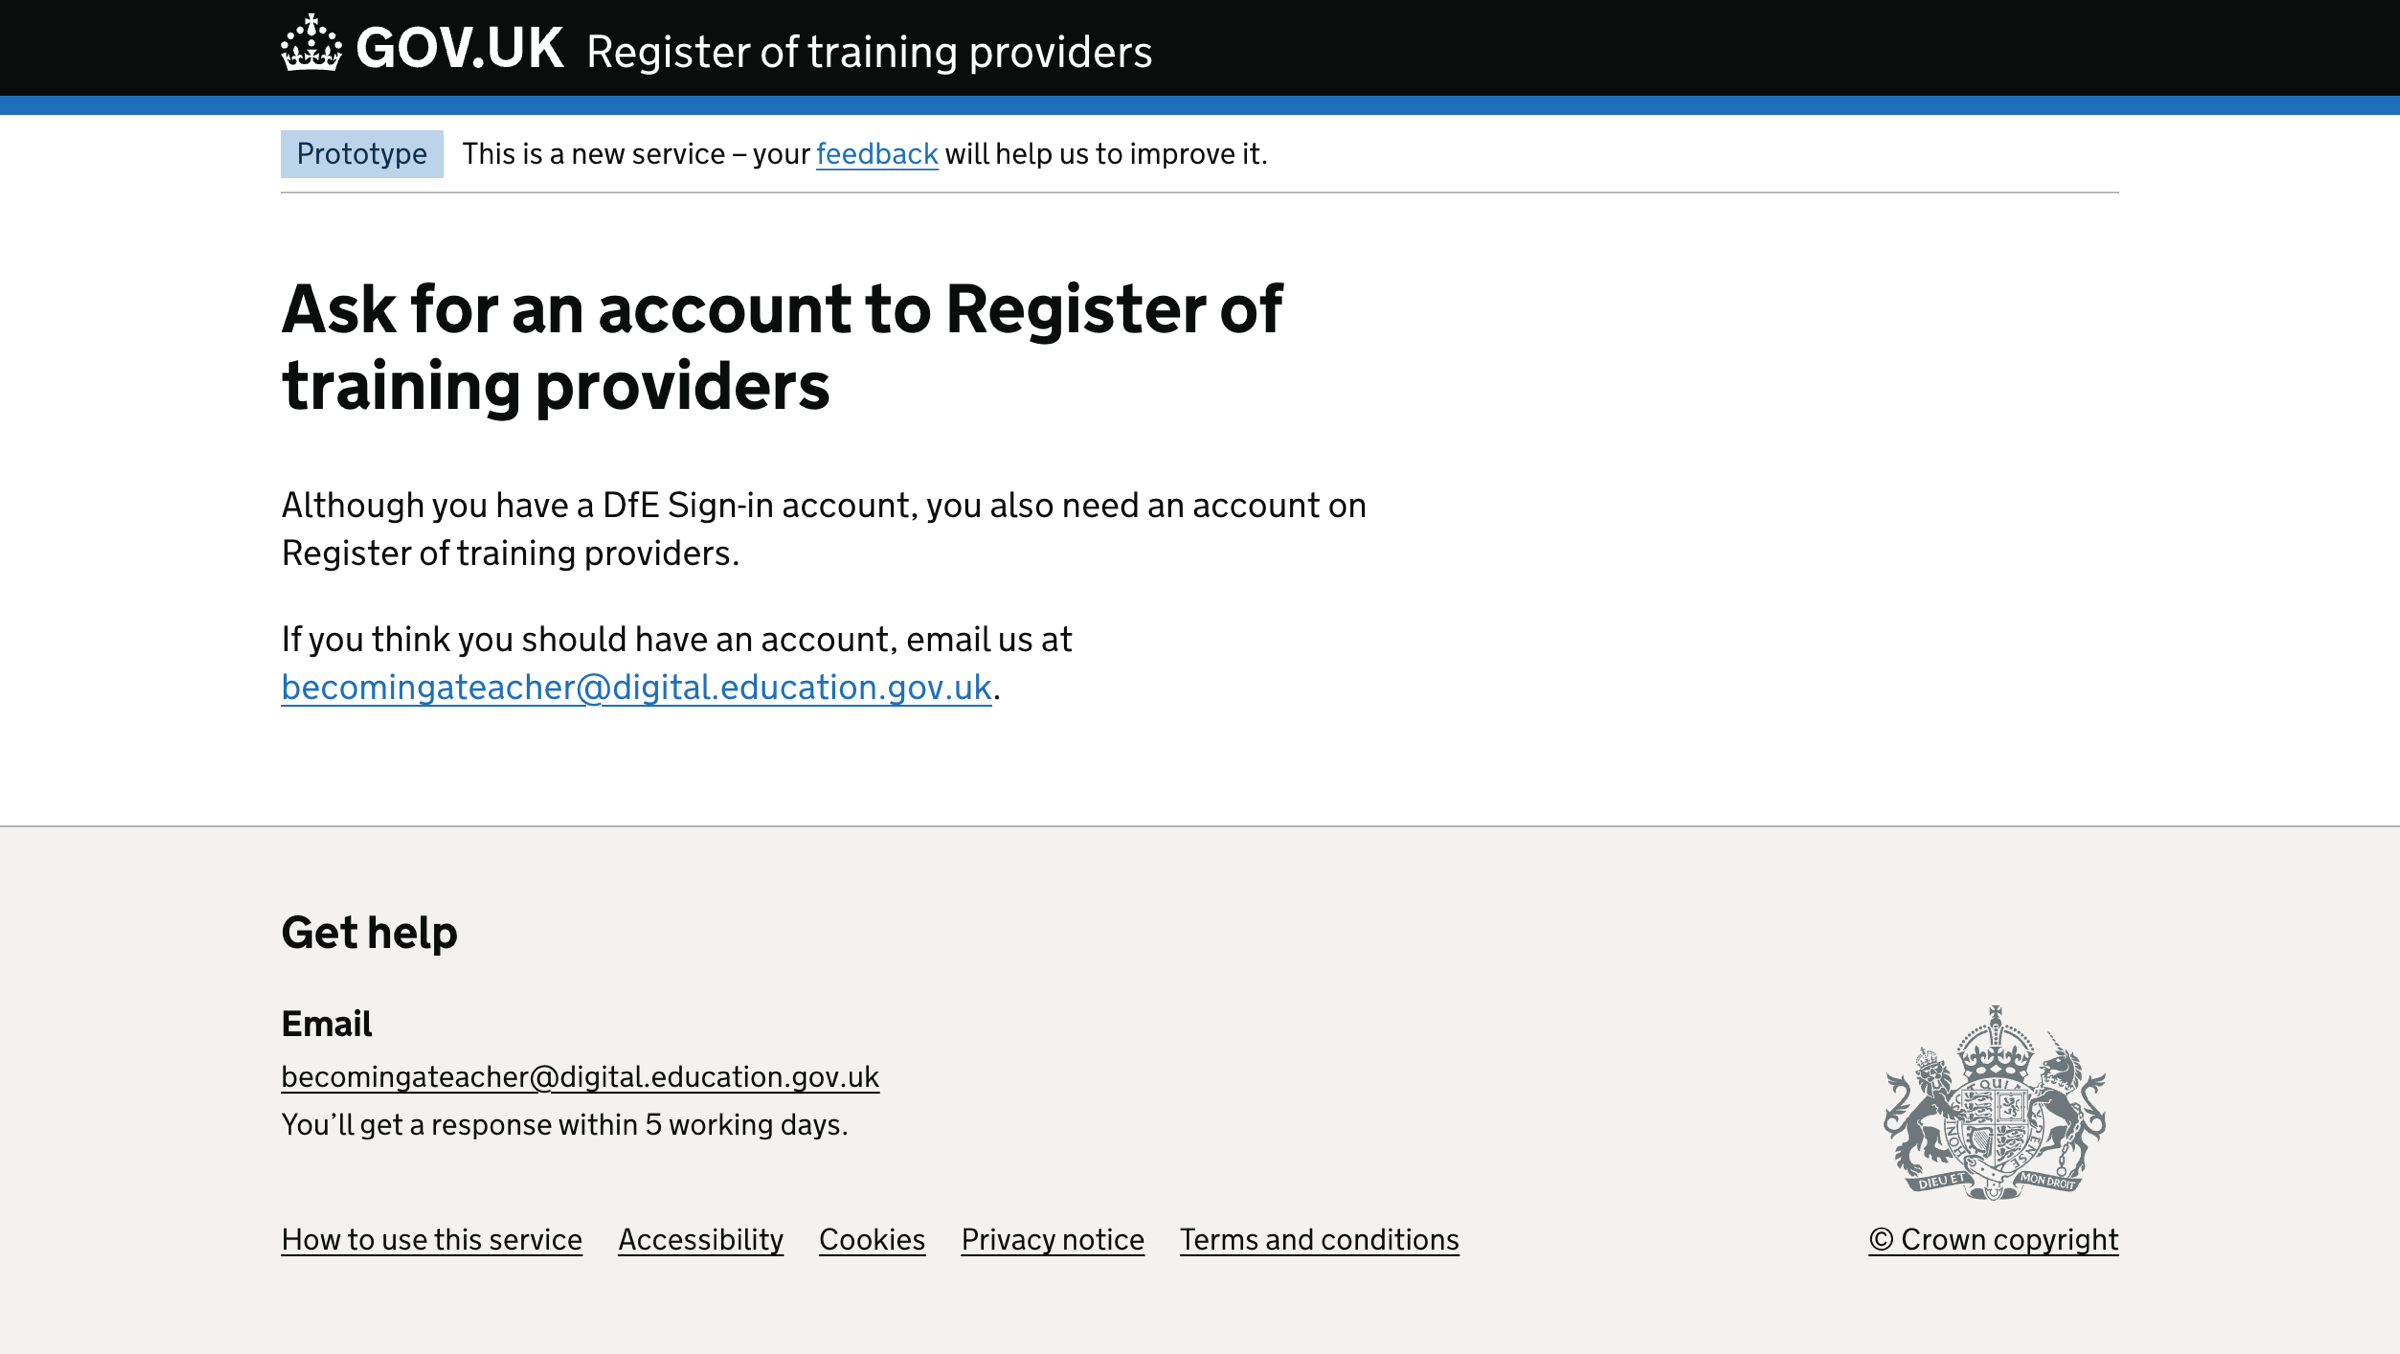 GOV.UK Register of training providers
Prototype This is a new service – your feedback will help us to improve it.
Ask for an account to Register of
training providers
Although you have a DfE Sign-in account, you also need an account on
Register of training providers.
If you think you should have an account, email us at
becomingateacher@digital.education.gov.uk.
Get help
Email
becomingateacher@digital.education.gov.uk
You’ll get a response within 5 working days.
QUI
HONI
PENSE
DIEU ET MON DROIT
How to use this service Accessibility Cookies Privacy notice Terms and conditions © Crown copyright